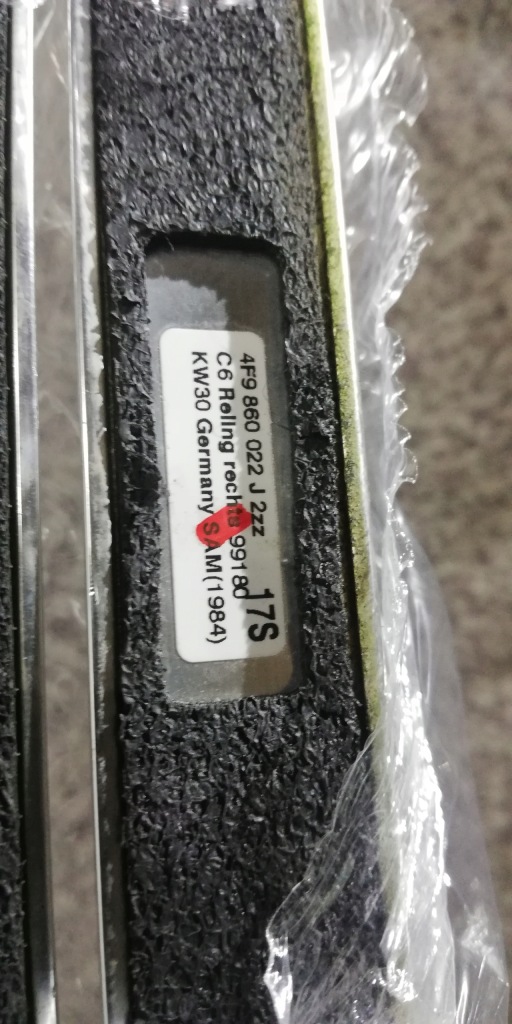 4F9 860 022 J 2zz
C6 Reling rechts 99180
17S
KW30 Germany SAM(1984)